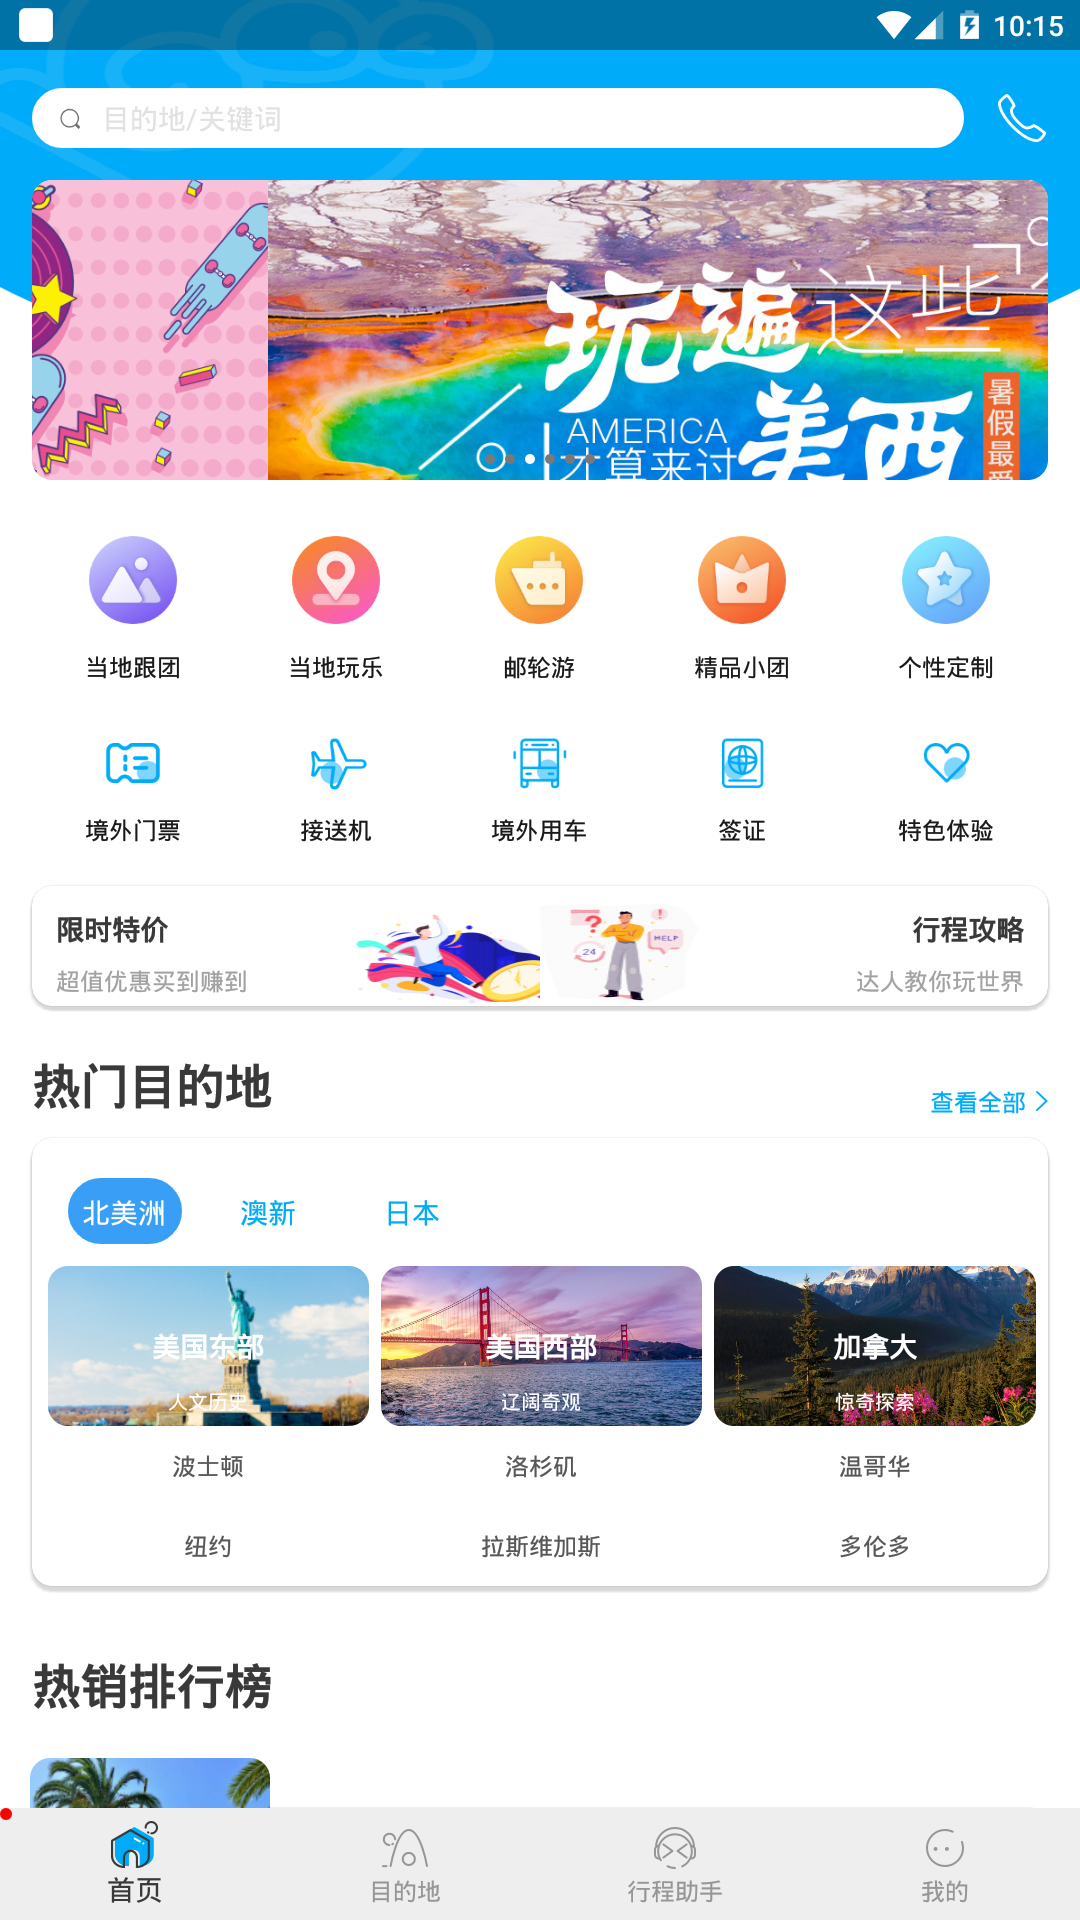 10:15
目的地/关键词
玩遍这些
AMERICA
才算来过
美西
暑假最爱
当地跟团
当地玩乐
邮轮游
精品小团
个性定制
境外门票
接送机
境外用车
签证
特色体验
限时特价
超值优惠买到赚到
24
?
!
HELP
行程攻略
达人教你玩世界
热门目的地
查看全部
北美洲
澳新
日本
美国东部
人文历史
美国西部
辽阔奇观
加拿大
惊奇探索
波士顿
洛杉矶
温哥华
纽约
拉斯维加斯
多伦多
热销排行榜
首页
目的地
行程助手
我的